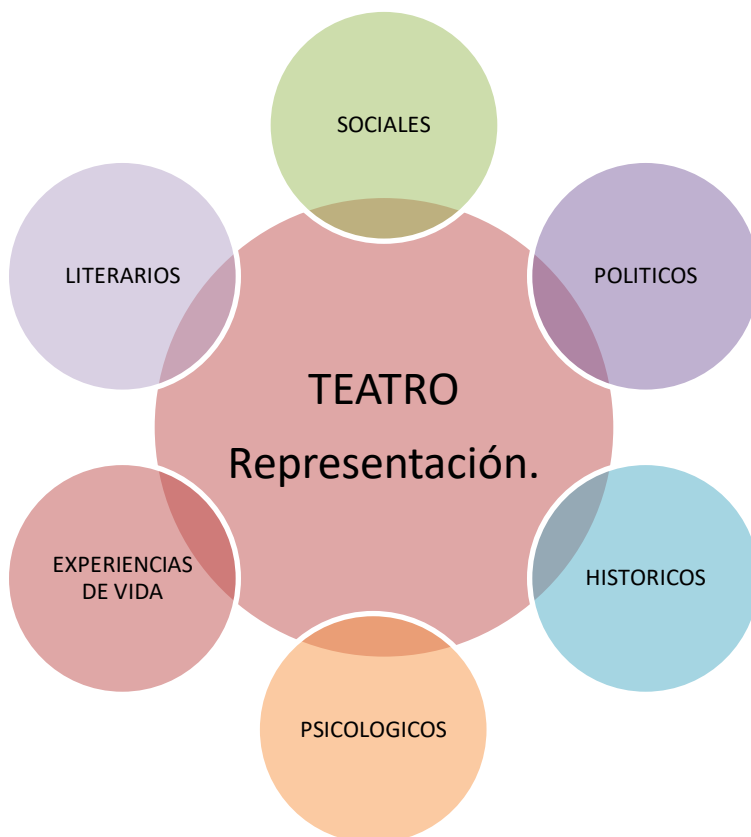 SOCIALES
LITERARIOS
POLITICOS
TEATRO
Representación.
EXPERIENCIAS
DE VIDA
HISTORICOS
PSICOLOGICOS